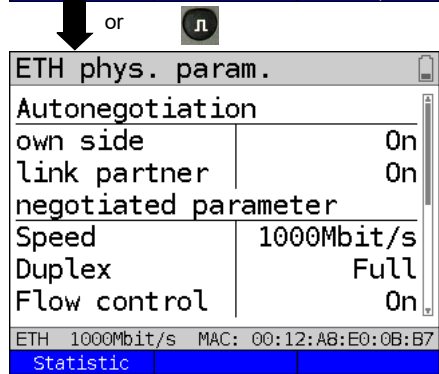 or
ETH phys. param.
Autonegotiation
own side On
link partner On
negotiated parameter
Speed 1000Mbit/s
Duplex Full
Flow control On
ETH 1000Mbit/s MAC: 00:12:A8:E0:0B:B7
Statistic